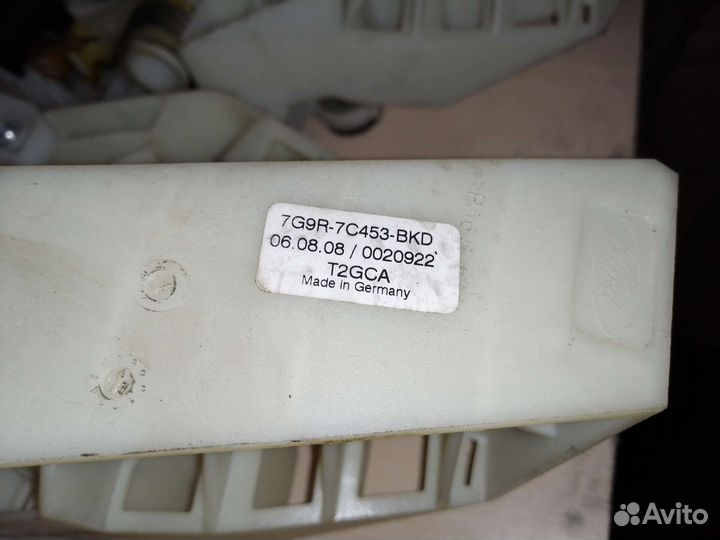 7G9R-7C453-BKD
06.08.08 / 0020922
T2GCA
Made in Germany
Avito